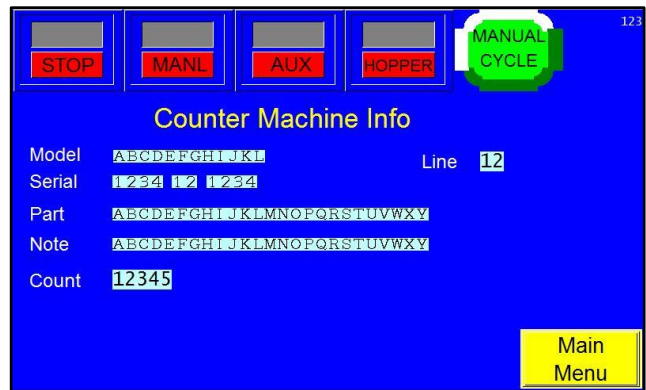 STOP MANL AUX HOPPER MANUAL CYCLE 123
Counter Machine Info
Model ABCDEFGHIJKL Line 12
Serial 1234 12 1234
Part ABCDEFGHIJKLMNOPQRSTUVWXY
Note ABCDEFGHIJKLMNOPQRSTUVWXY
Count 12345
Main
Menu